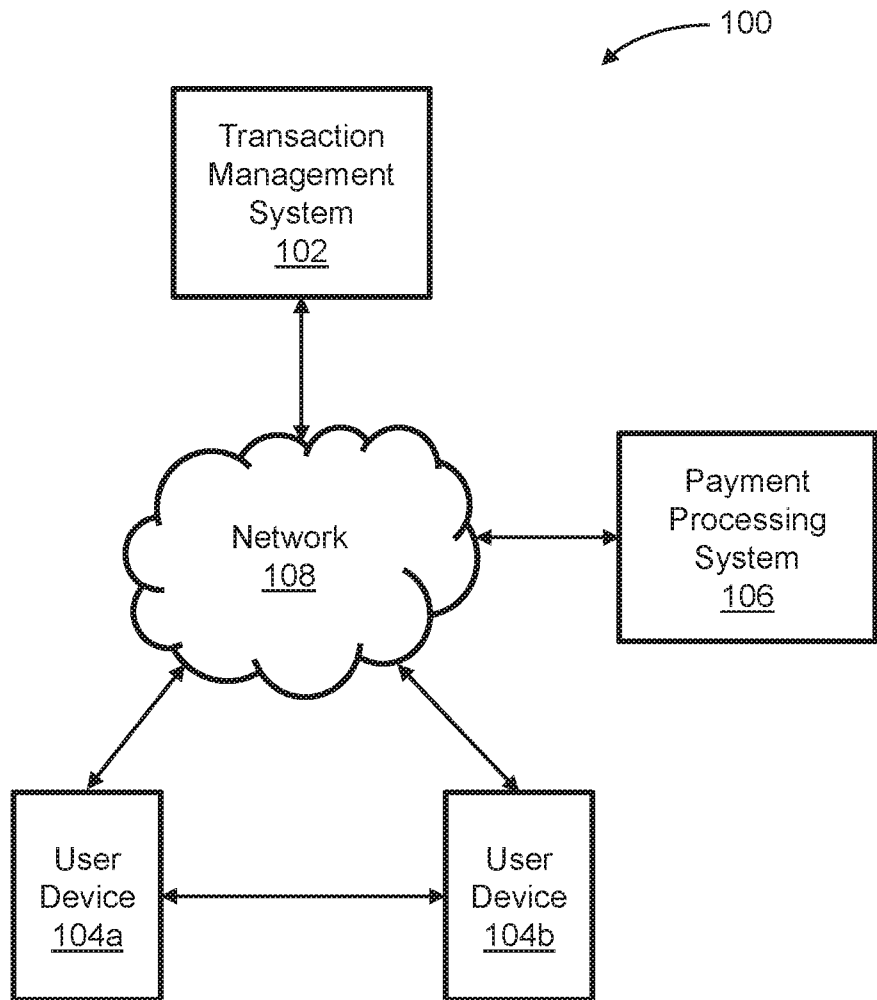 100
Transaction
Management
System
102
Network
108
Payment
Processing
System
106
User
Device
104a
User
Device
104b